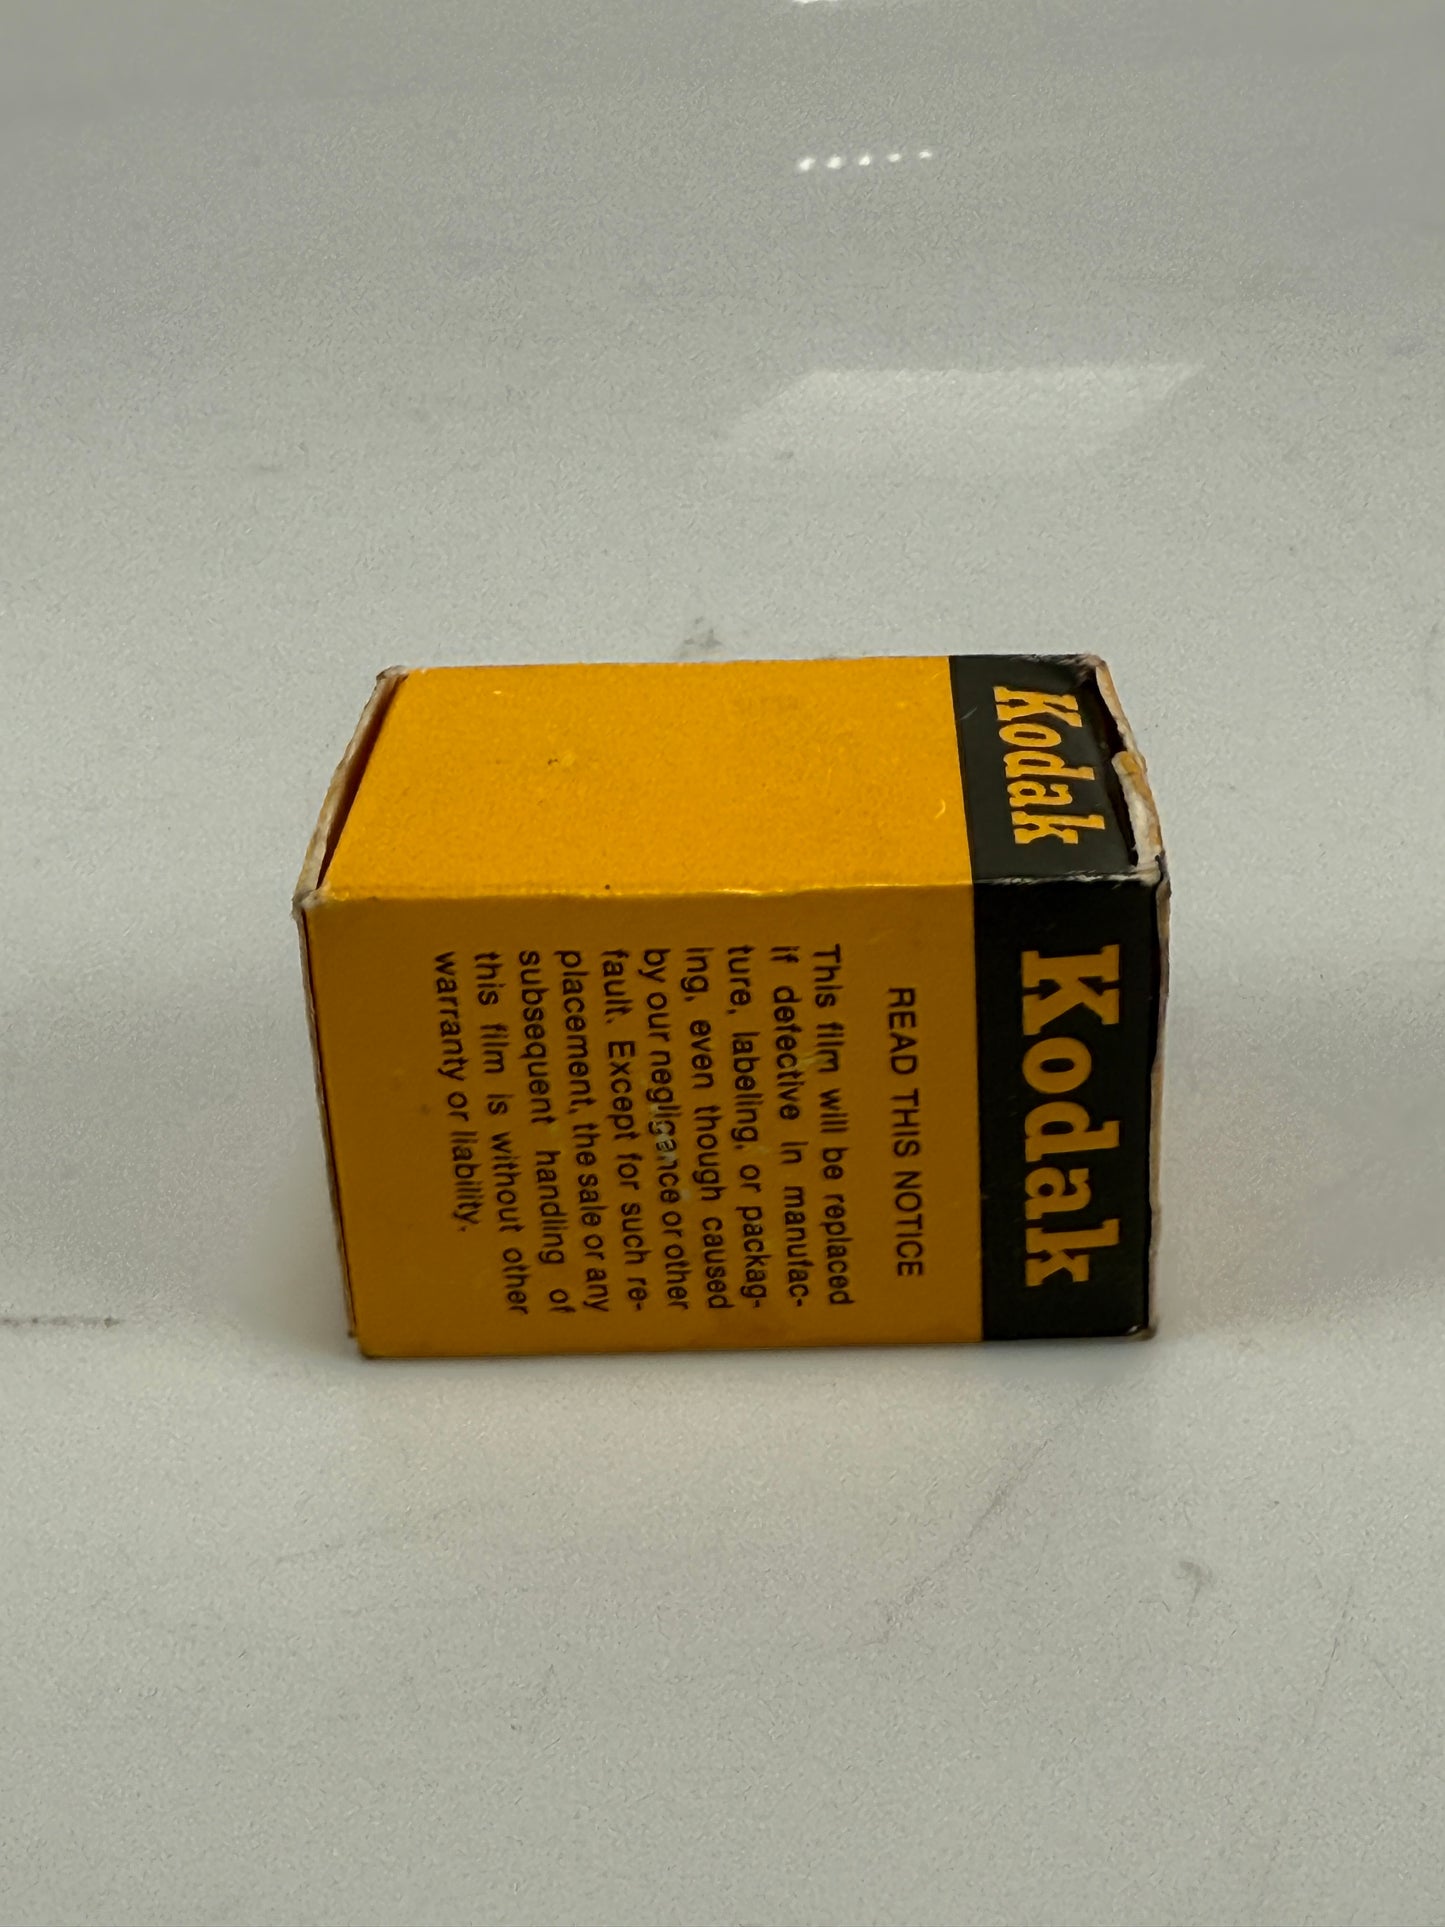 Kodak
Kodak
READ THIS NOTICE
This film will be replaced
if defective in manufac-
ture, labeling, or packag-
ing, even though caused
by our negligence or other
fault. Except for such re-
placement, the sale or any
subsequent handling of
this film is without other
warranty or liability.